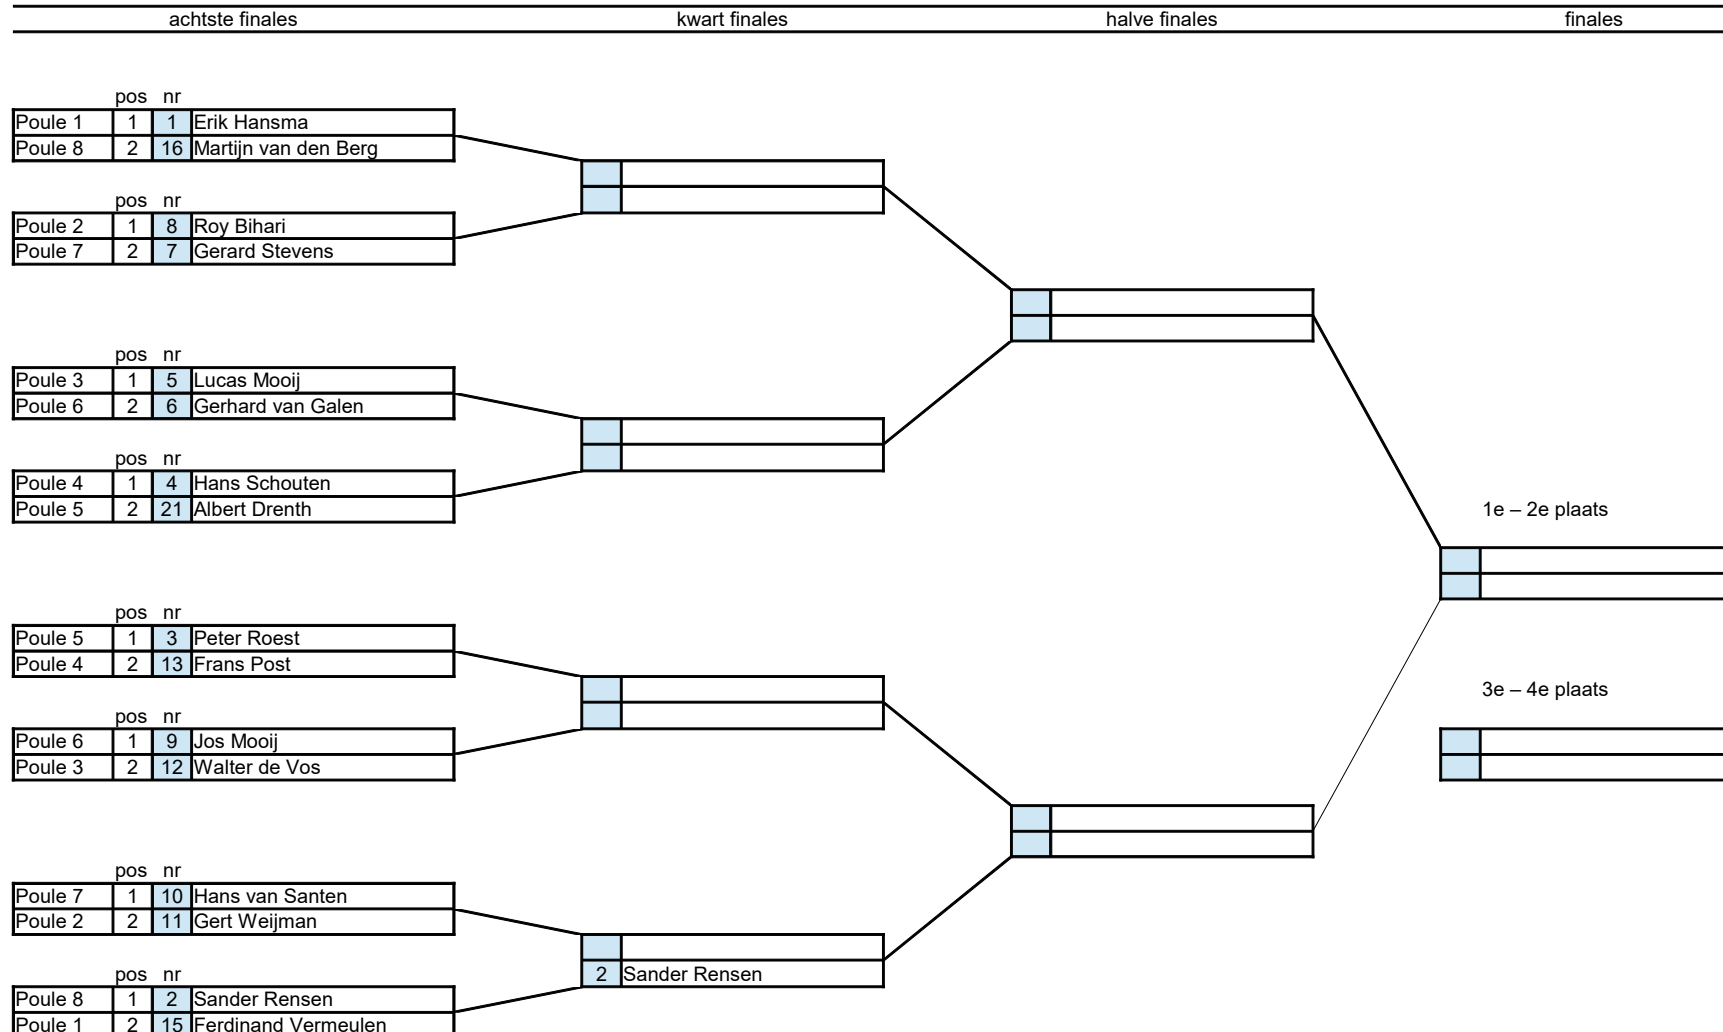 achtste finales kwart finales halve finales finales
pos nr
Poule 1 1 1 Erik Hansma
Poule 8 2 16 Martijn van den Berg
pos nr
Poule 2 1 8 Roy Bihari
Poule 7 2 7 Gerard Stevens
pos nr
Poule 3 1 5 Lucas Mooij
Poule 6 2 6 Gerhard van Galen
pos nr
Poule 4 1 4 Hans Schouten
Poule 5 2 21 Albert Drenth
1e – 2e plaats
pos nr
Poule 5 1 3 Peter Roest
Poule 4 2 13 Frans Post
3e – 4e plaats
pos nr
Poule 6 1 9 Jos Mooij
Poule 3 2 12 Walter de Vos
pos nr
Poule 7 1 10 Hans van Santen
Poule 2 2 11 Gert Weijman
2 Sander Rensen
pos nr
Poule 8 1 2 Sander Rensen
Poule 1 2 15 Ferdinand Vermeulen